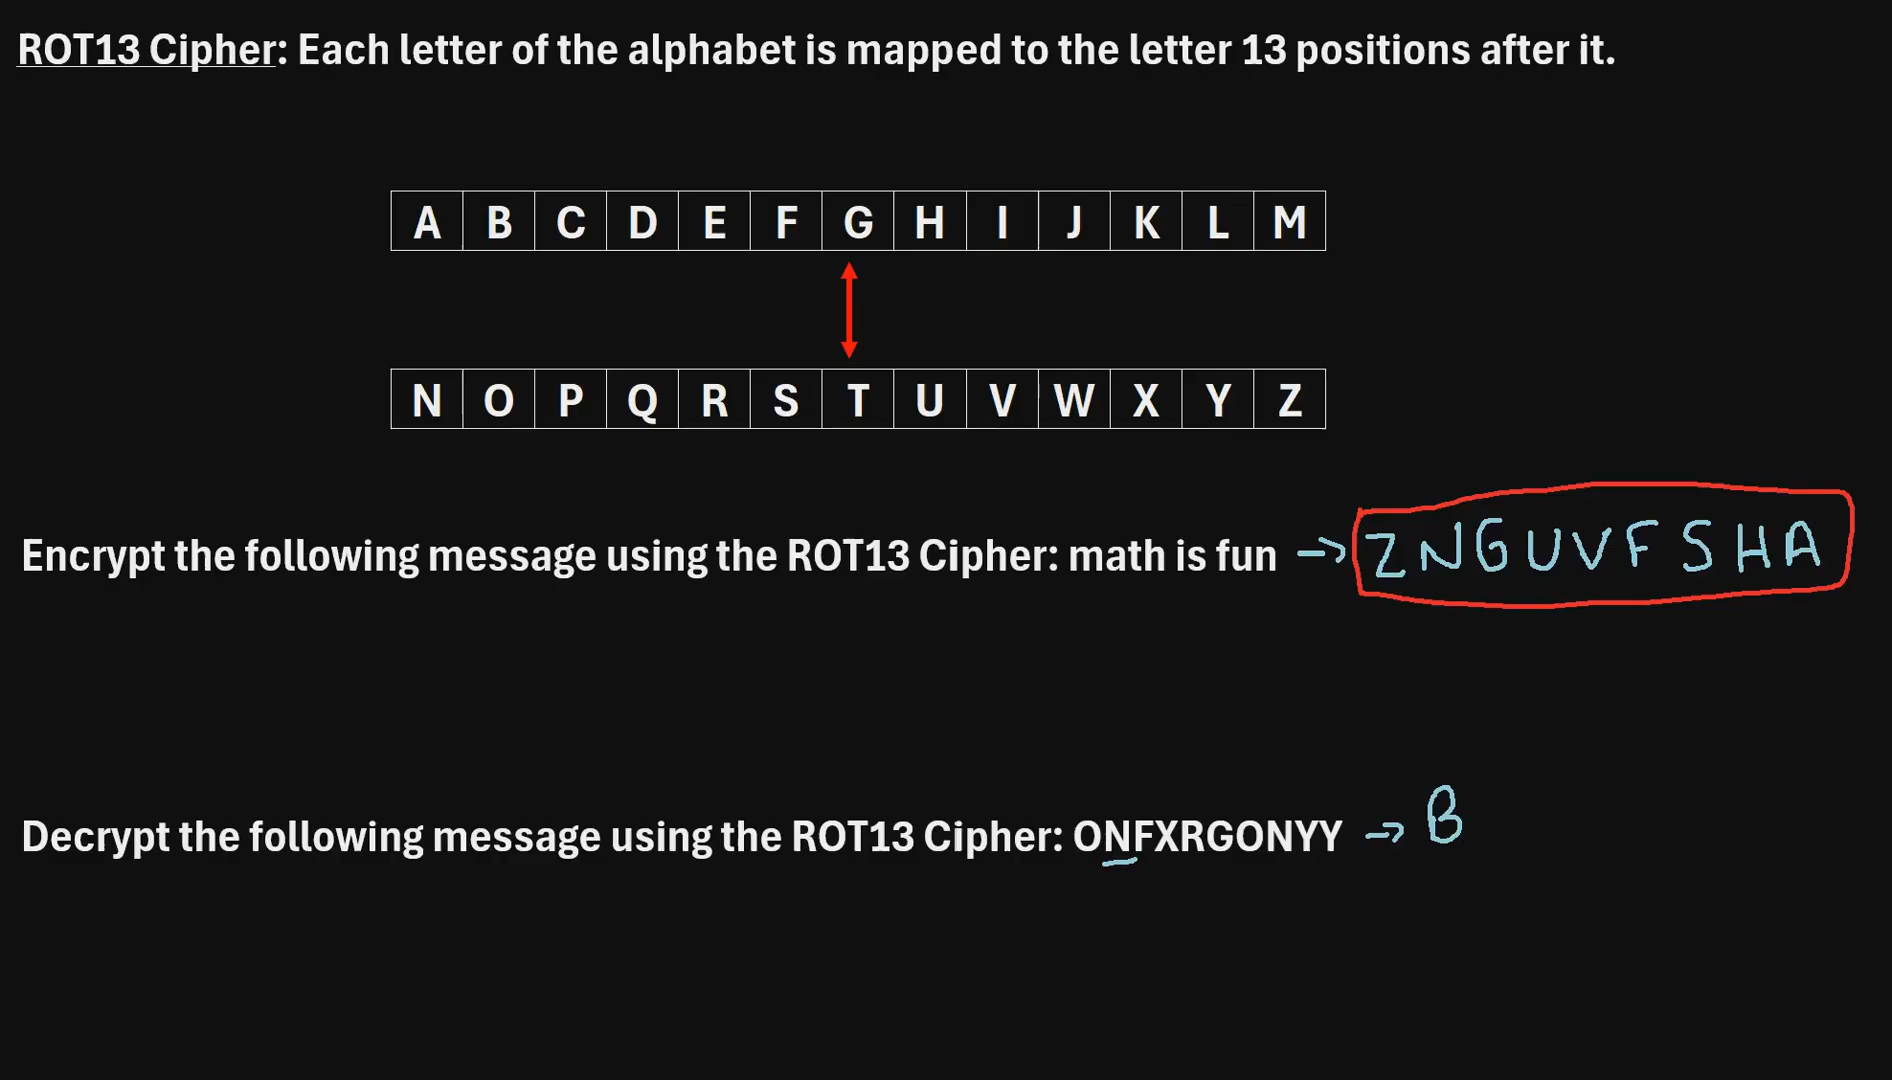 ROT13 Cipher: Each letter of the alphabet is mapped to the letter 13 positions after it.
A B C D E F G H I J K L M
N O P Q R S T U V W X Y Z
Encrypt the following message using the ROT13 Cipher: math is fun → ZNGUVFSHA
Decrypt the following message using the ROT13 Cipher: ONFXRGONYY → B